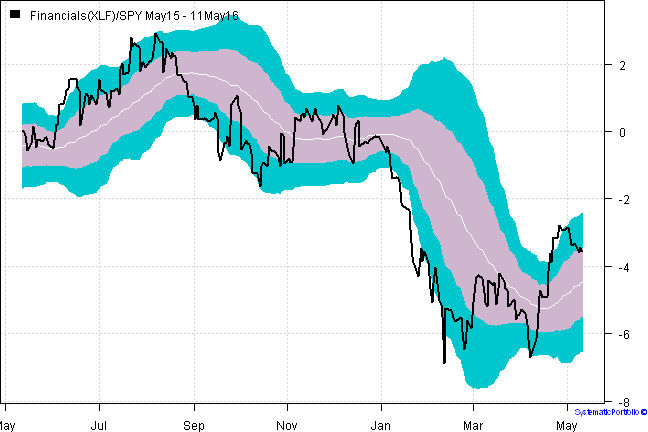 Financials(XLF)/SPY May15 - 11May16
2
0
-2
-4
-6
-8
May Jul Sep Nov Jan Mar May
SystematicPortfolio ©